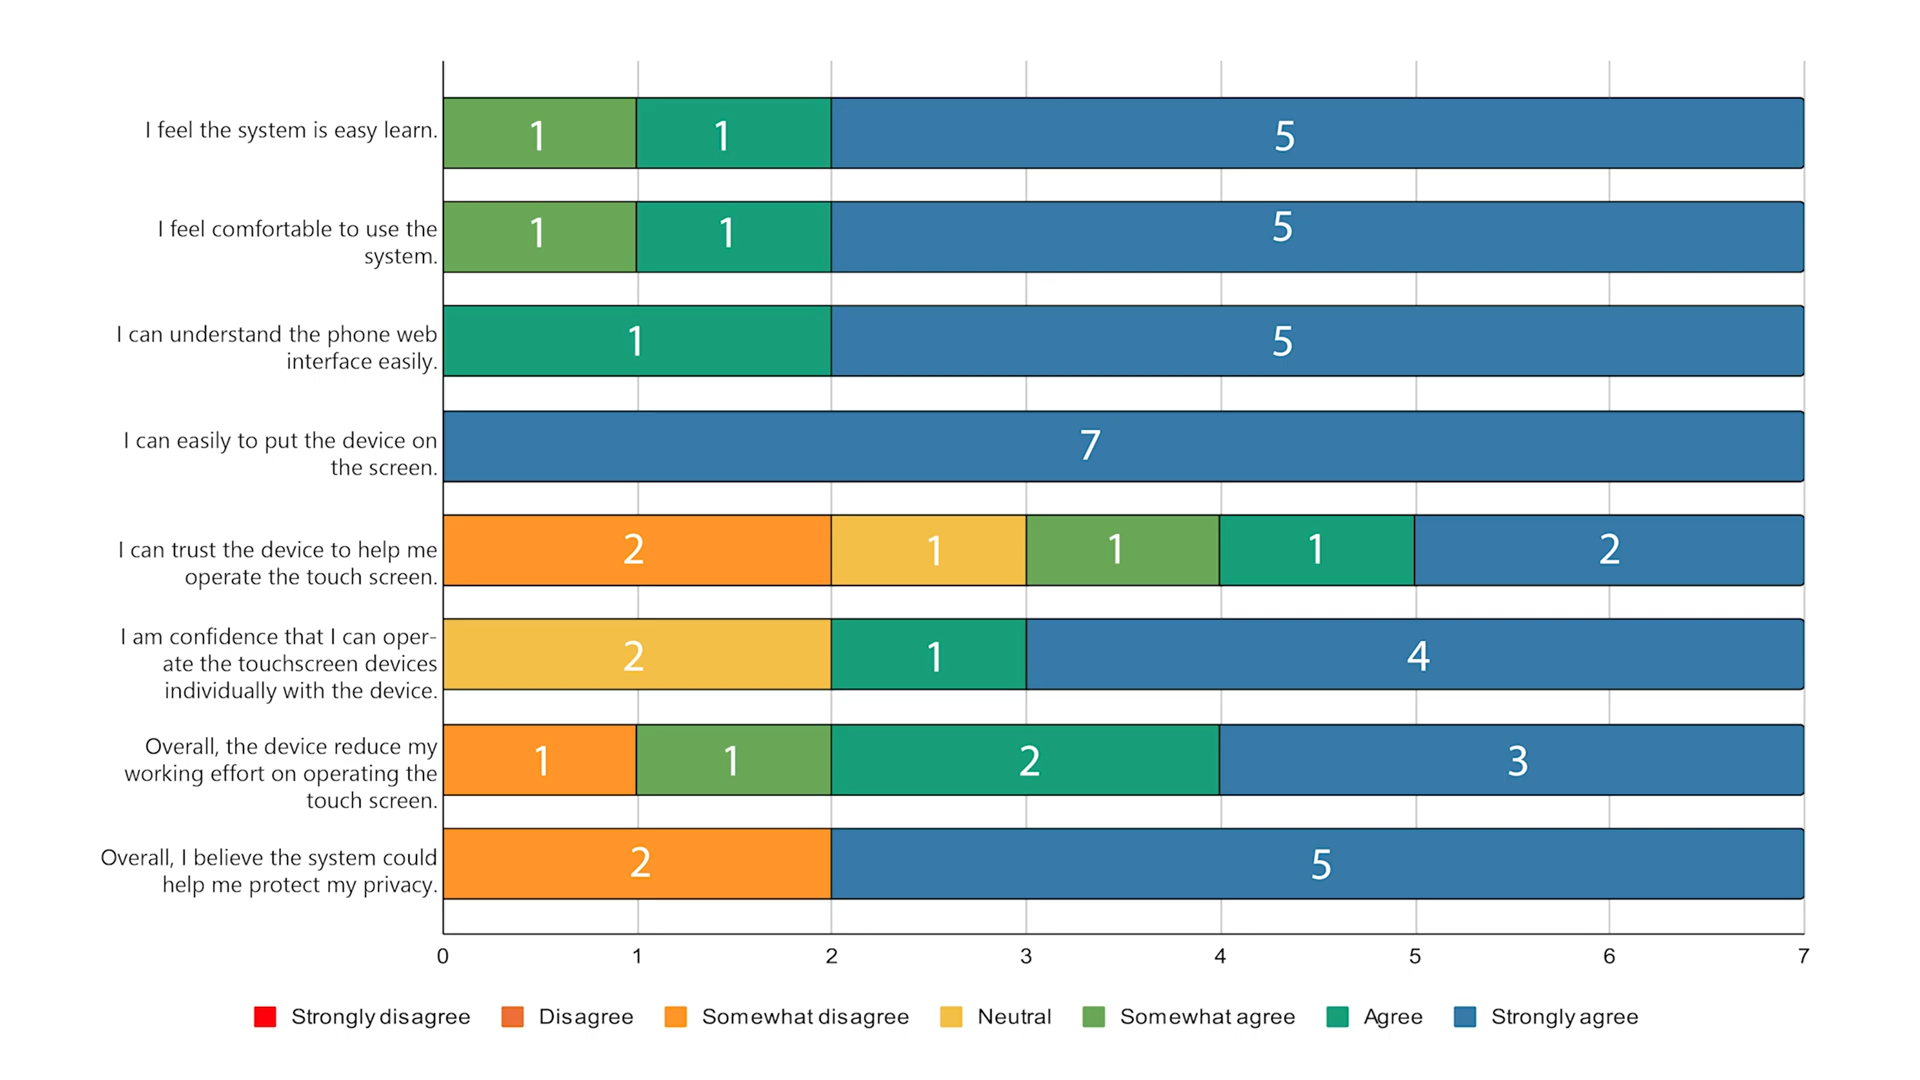 I feel the system is easy learn.
1 1 5
I feel comfortable to use the
system.
1 1 5
I can understand the phone web
interface easily.
1 5
I can easily to put the device on
the screen.
7
I can trust the device to help me
operate the touch screen.
2 1 1 1 2
I am confidence that I can oper-
ate the touchscreen devices
individually with the device.
2 1 4
Overall, the device reduce my
working effort on operating the
touch screen.
1 1 2 3
Overall, I believe the system could
help me protect my privacy.
2 5
0 1 2 3 4 5 6 7
Strongly disagree Disagree Somewhat disagree Neutral Somewhat agree Agree Strongly agree